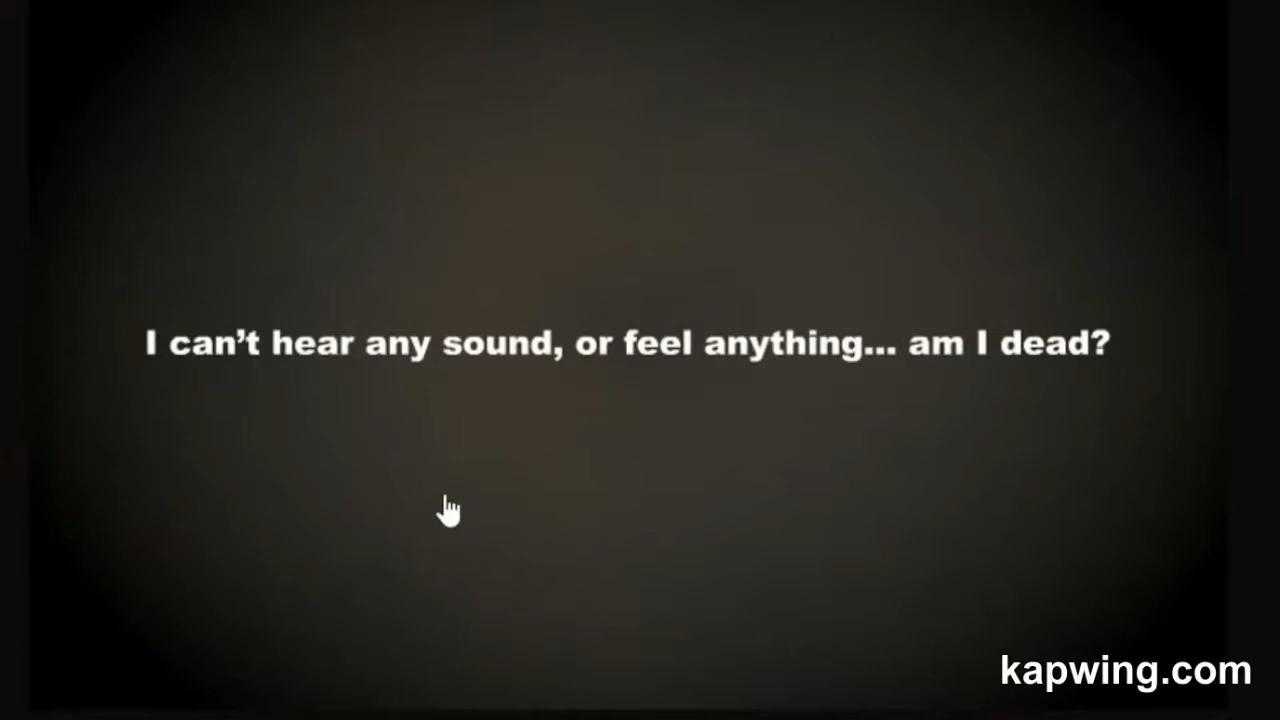 I can’t hear any sound, or feel anything... am I dead?
kapwing.com